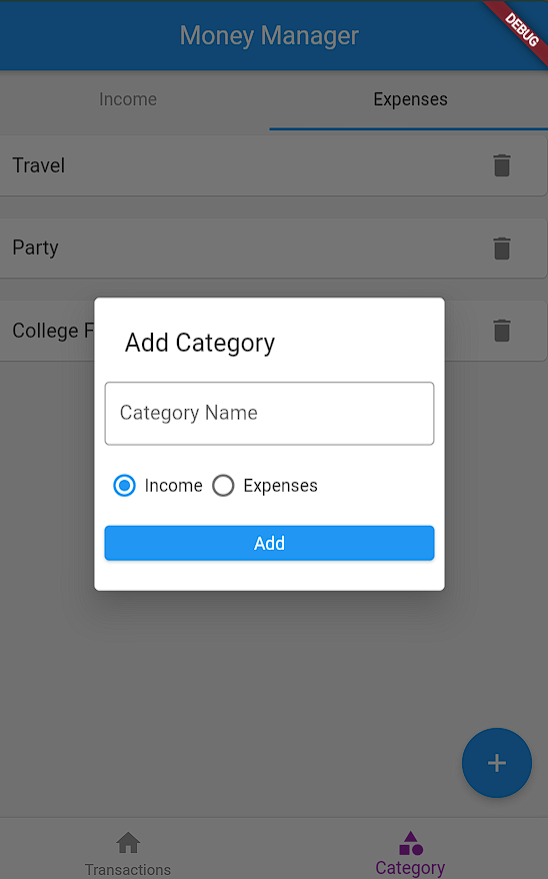 Money Manager
DEBUG
Income
Expenses
Travel
Party
College F
Add Category
Category Name
Income
Expenses
Add
Transactions
Category